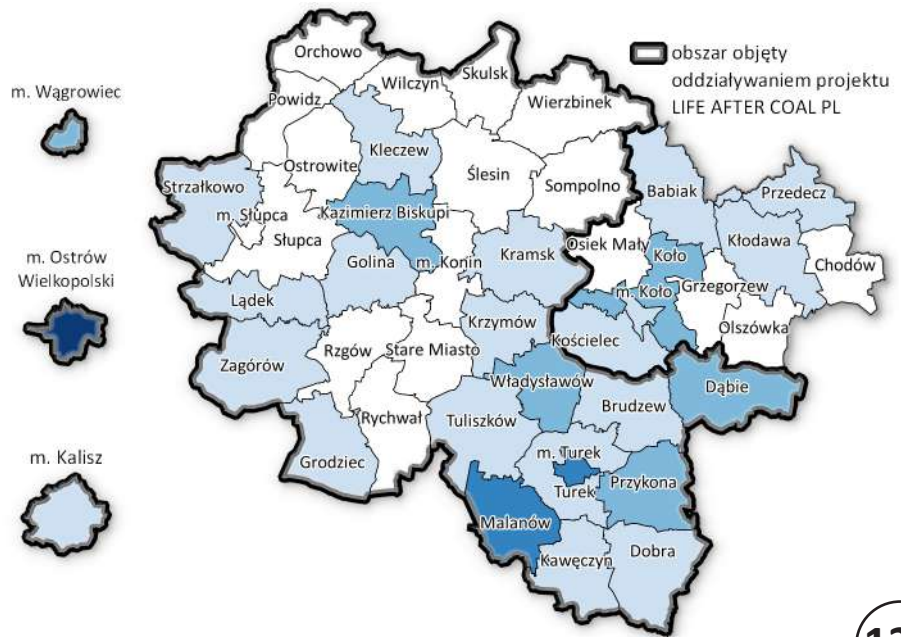 Orchowo
Skulsk
Wilczyn
Powidz
Wierzbinek
obszar objęty
oddziaływaniem projektu
LIFE AFTER COAL PL
m. Wągrowiec
Kleczew
Ostrowite
Ślesin
Sompolno
Strzałkowo
Babiak
Przedecz
m. Słupca
Kazimierz Biskupi
Słupca
Osiek Mały
Kłodawa
m. Ostrów
Wielkopolski
Golina
m. Konin
Kramsk
Koło
Chodów
Lądek
m. Koło
Grzegorzew
Krzymów
Olszówka
Zagórów
Rzgów
Stare Miasto
Kościelec
Władysławów
Dąbie
Rychwał
Tuliszków
Brudzew
m. Kalisz
Grodziec
m. Turek
Przykona
Turek
Malanów
Kawęczyn
Dobra